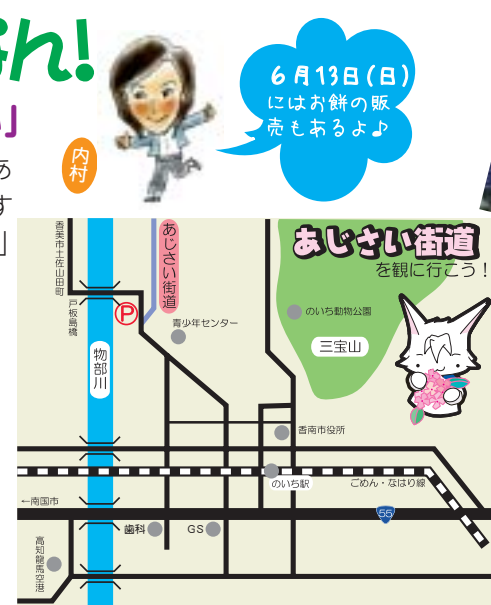 ん!
」
あ
す
」
内村
6月13日(日)
にはお餅の販
売もあるよ♪
あじさい街道
を観に行こう!
香美市土佐山田町
戸板島橋
あじさい街道
P
青少年センター
のいち動物公園
三宝山
物部川
香南市役所
のいち駅
ごめん・なはり線
←南国市
55
歯科
GS
高知龍馬空港